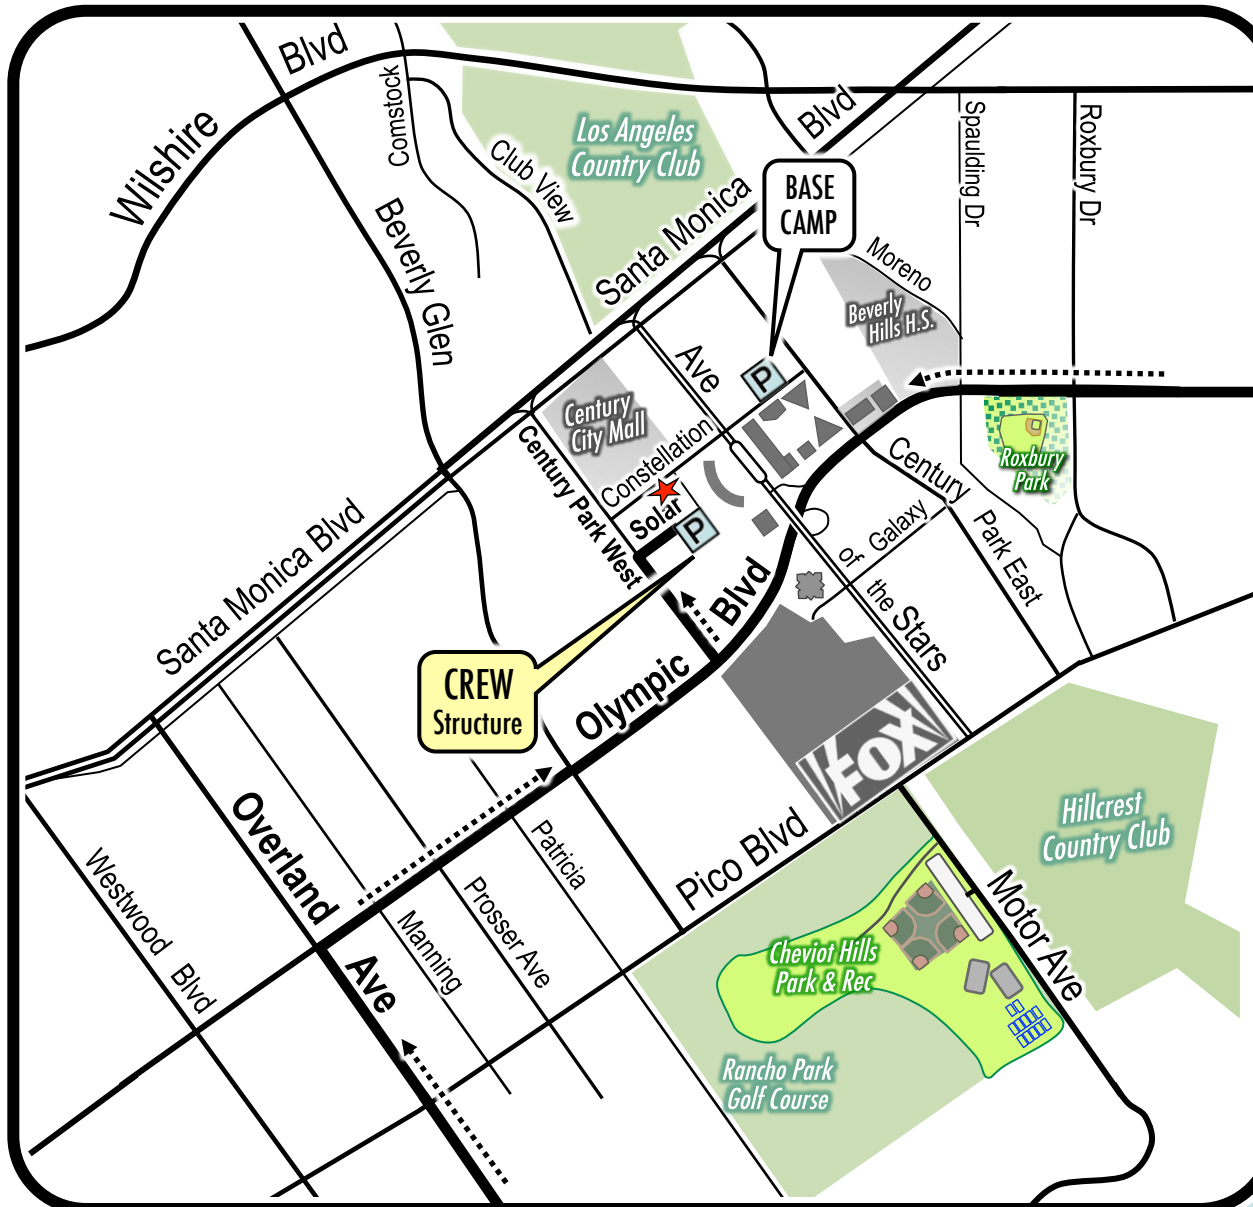 Blvd
Wilshire
Comstock
Club View
Los Angeles
Country Club
Blvd
Spaulding Dr
Roxbury Dr
BASE
CAMP
Santa Monica
Beverly Glen
Moreno
Beverly
Hills H.S.
Ave
P
Century
City Mall
Constellation
Century Park West
Solar
P
Century
Park East
Roxbury
Park
Galaxy
of
the
Stars
Santa Monica Blvd
Blvd
Olympic
CREW
Structure
FOX
Overland
Ave
Westwood
Blvd
Manning
Prosser Ave
Patricia
Pico Blvd
Hillcrest
Country Club
Motor Ave
Cheviot Hills
Park & Rec
Rancho Park
Golf Course